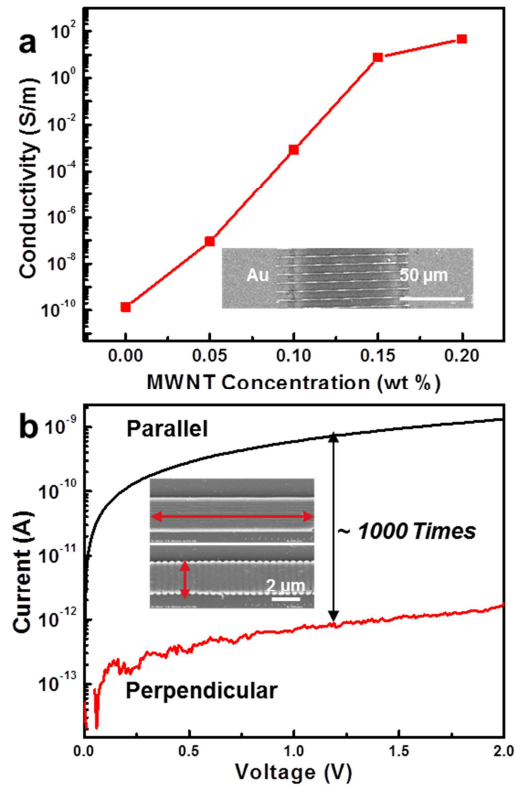 a
10²
10⁰
10⁻²
10⁻⁴
10⁻⁶
10⁻⁸
10⁻¹⁰
Conductivity (S/m)
Au
50 µm
0.00 0.05 0.10 0.15 0.20
MWNT Concentration (wt %)
b
10⁻⁹
10⁻¹⁰
10⁻¹¹
10⁻¹²
10⁻¹³
Current (A)
Parallel
~ 1000 Times
2 µm
Perpendicular
0.0 0.5 1.0 1.5 2.0
Voltage (V)